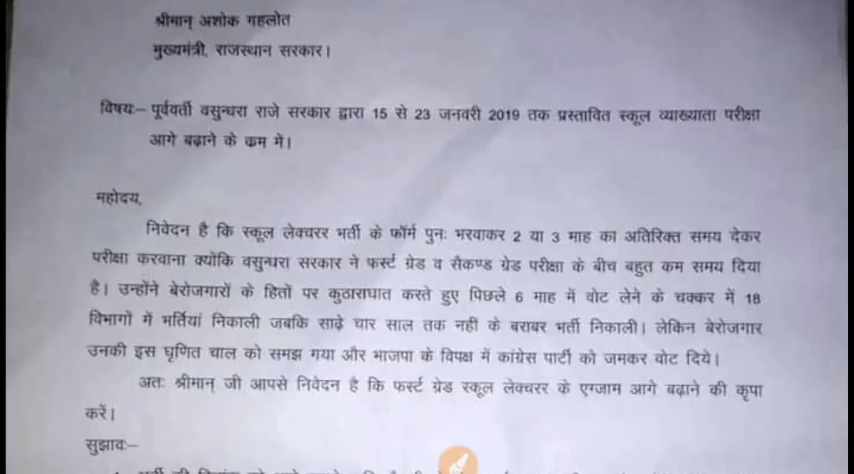 श्रीमान् अशोक गहलोत
मुख्यमंत्री, राजस्थान सरकार।
विषयः– पूर्ववर्ती वसुन्धरा राजे सरकार द्वारा 15 से 23 जनवरी 2019 तक प्रस्तावित स्कूल व्याख्याता परीक्षा
आगे बढ़ाने के कम में।
महोदय्,
निवेदन है कि स्कूल लेक्चरर भर्ती के फॉर्म पुनः भरवाकर 2 या 3 माह का अतिरिक्त समय देकर
परीक्षा करवाना क्योंकि वसुन्धरा सरकार ने फर्स्ट ग्रेड व सैकण्ड ग्रेड परीक्षा के बीच बहुत कम समय दिया
है। उन्होंने बेरोजगारों के हितों पर कुठाराघात करते हुए पिछले 6 माह में वोट लेने के चक्कर में 18
विभागों में भर्तियां निकाली जबकि साढ़े चार साल तक नहीं के बराबर भर्ती निकाली। लेकिन बेरोजगार
उनकी इस घृणित चाल को समझ गया और भाजपा के विपक्ष में कांग्रेस पार्टी को जमकर वोट दिये।
अतः श्रीमान् जी आपसे निवेदन है कि फर्स्ट ग्रेड स्कूल लेक्चरर के एग्जाम आगे बढ़ाने की कृपा
करें।
सुझावः–